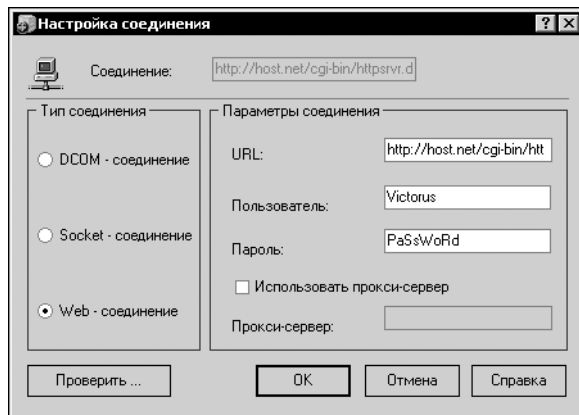 Настройка соединения
Соединение: http://host.net/cgi-bin/httpsrvr.d
Тип соединения
Параметры соединения
DCOM - соединение
URL: http://host.net/cgi-bin/htt
Пользователь: Victorus
Socket - соединение
Пароль: PaSsWoRd
Использовать прокси-сервер
Web - соединение
Прокси-сервер:
Проверить ... OK Отмена Справка